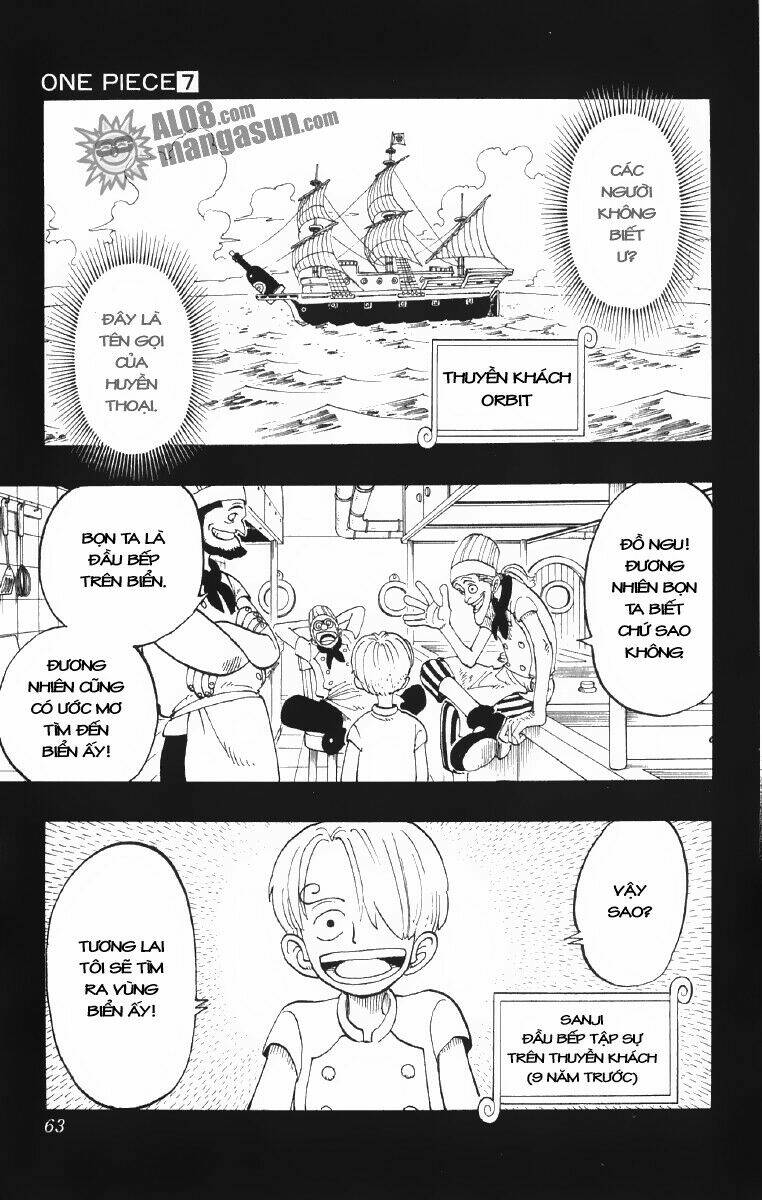 ONE PIECE 7
ALO8.com
mangasun.com
CÁC
NGƯỜI
KHÔNG
BIẾT
Ư?
ĐÂY LÀ
TÊN GỌI
CỦA
HUYỀN
THOẠI.
THUYỀN KHÁCH
ORBIT
ĐỒ NGU!
ĐƯƠNG
NHIÊN BỌN
TA BIẾT
CHỨ SAO
KHÔNG.
BỌN TA LÀ
ĐẦU BẾP
TRÊN BIỂN.
ĐƯƠNG
NHIÊN CŨNG
CÓ ƯỚC MƠ
TÌM ĐẾN
BIỂN ẤY!
VẬY
SAO?
TƯƠNG LAI
TÔI SẼ TÌM
RA VŨNG
BIỂN ẤY!
SANJI
ĐẦU BẾP TẬP SỰ
TRÊN THUYỀN KHÁCH
(9 NĂM TRƯỚC)
63